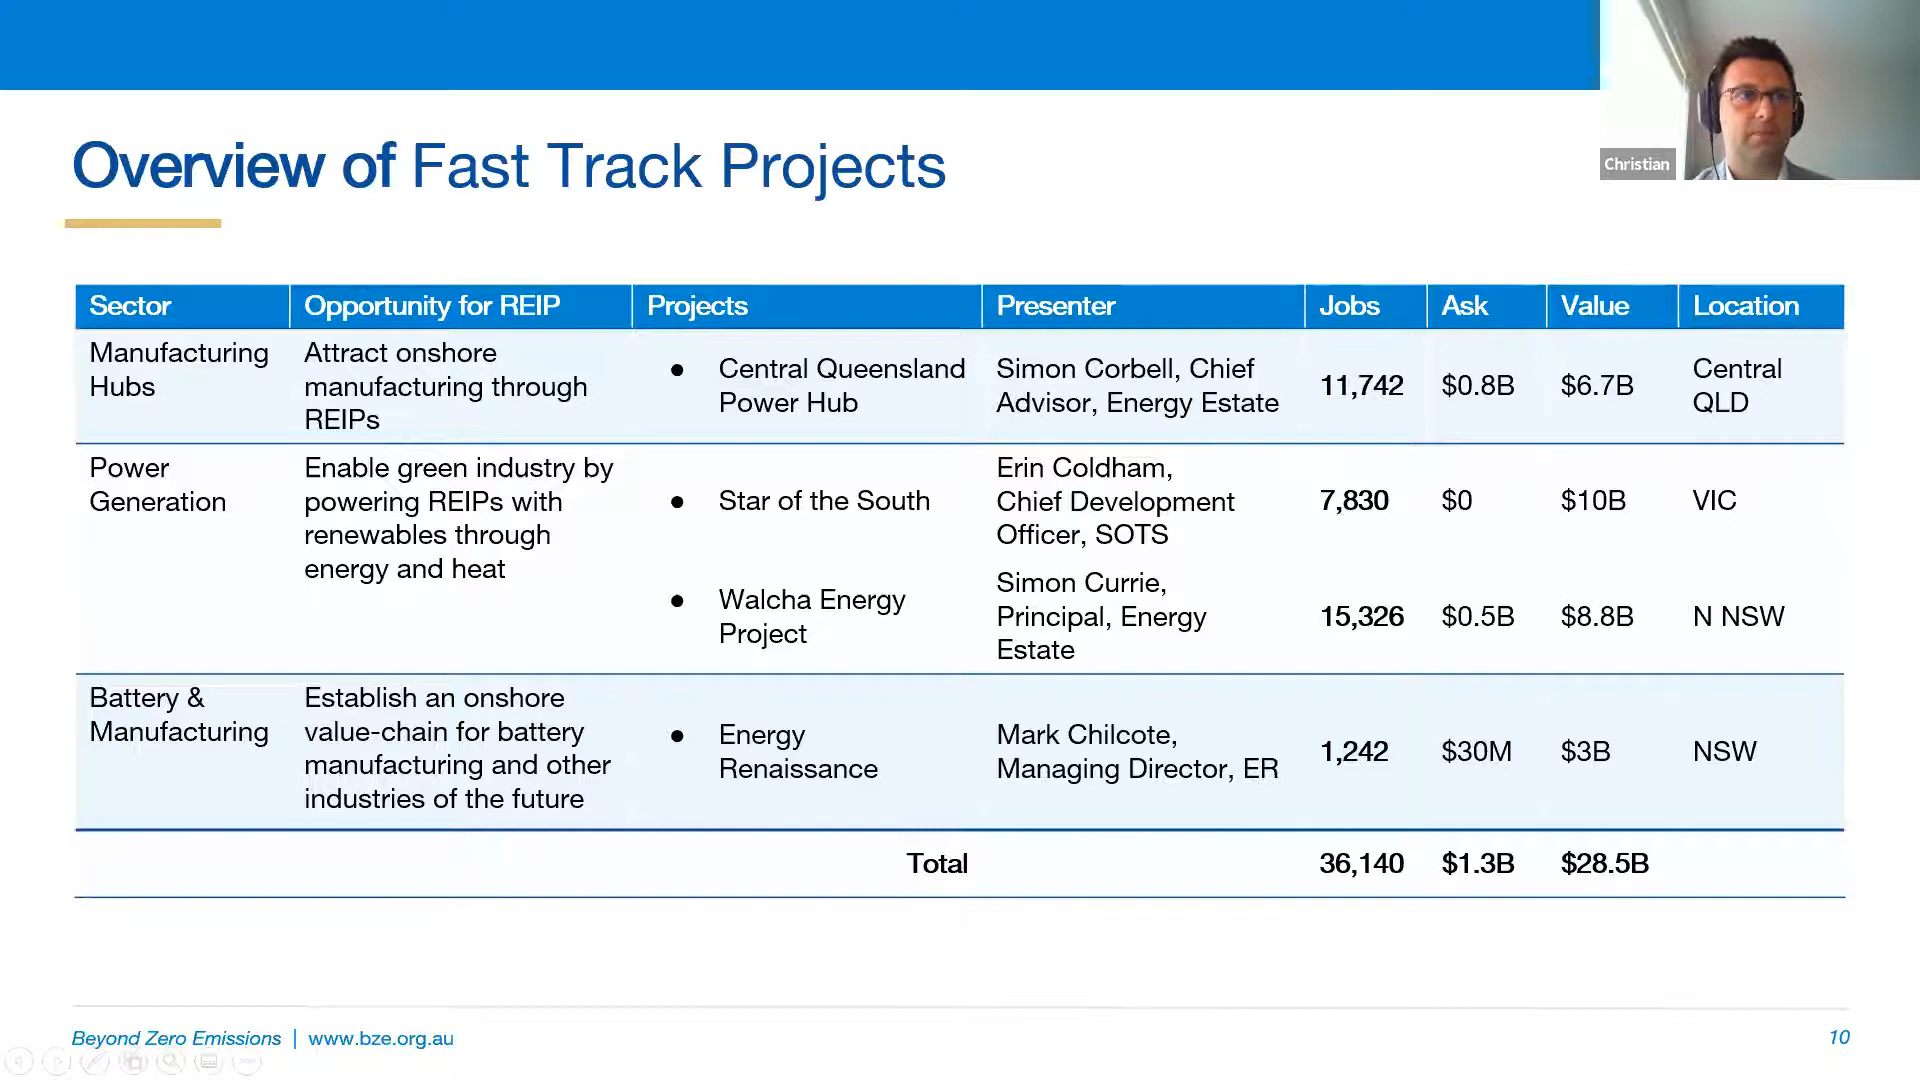 Christian
Overview of Fast Track Projects
Sector Opportunity for REIP Projects Presenter Jobs Ask Value Location
Manufacturing
Hubs
Attract onshore
manufacturing through
REIPs
● Central Queensland
Power Hub
Simon Corbell, Chief
Advisor, Energy Estate
11,742
$0.8B
$6.7B
Central
QLD
Power
Generation
Enable green industry by
powering REIPs with
renewables through
energy and heat
● Star of the South
Erin Coldham,
Chief Development
Officer, SOTS
7,830
$0
$10B
VIC
● Walcha Energy
Project
Simon Currie,
Principal, Energy
Estate
15,326
$0.5B
$8.8B
N NSW
Battery &
Manufacturing
Establish an onshore
value-chain for battery
manufacturing and other
industries of the future
● Energy
Renaissance
Mark Chilcote,
Managing Director, ER
1,242
$30M
$3B
NSW
Total 36,140 $1.3B $28.5B
Beyond Zero Emissions | www.bze.org.au
10